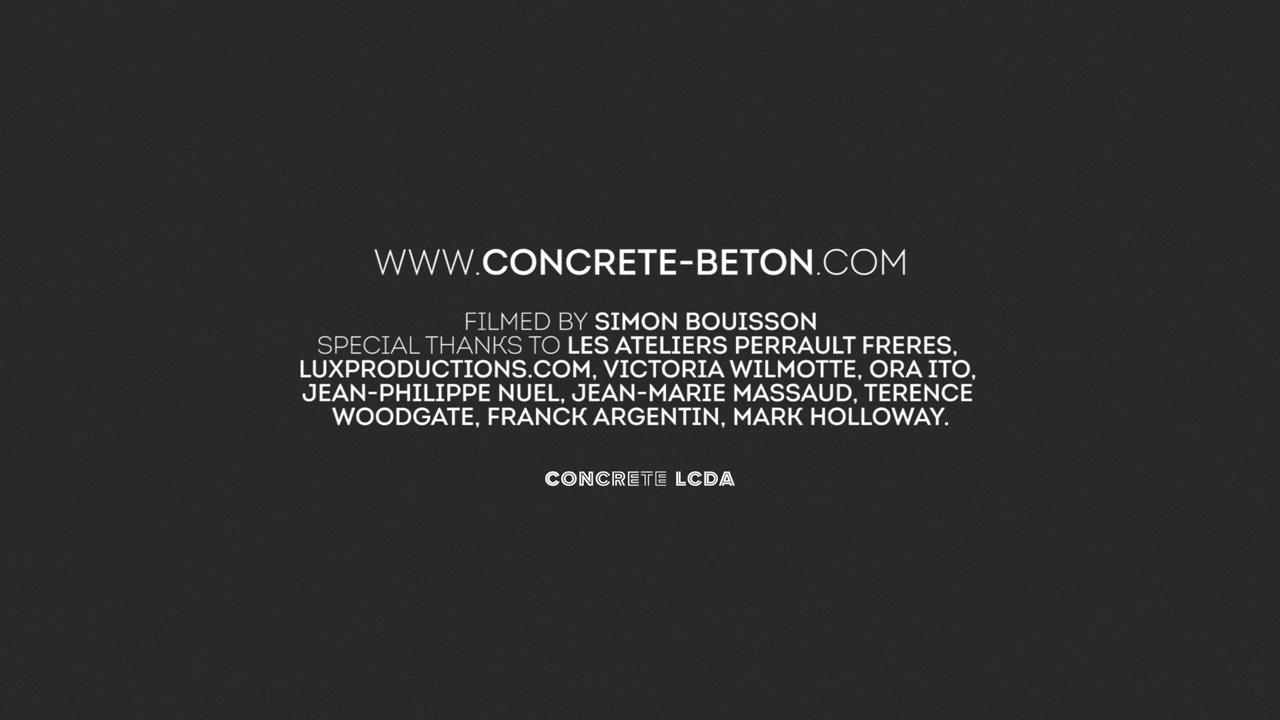 WWW.CONCRETE-BETON.COM
FILMED BY SIMON BOUISSON
SPECIAL THANKS TO LES ATELIERS PERRAULT FRERES,
LUXPRODUCTIONS.COM, VICTORIA WILMOTTE, ORA ITO,
JEAN-PHILIPPE NUEL, JEAN-MARIE MASSAUD, TERENCE
WOODGATE, FRANCK ARGENTIN, MARK HOLLOWAY.
CONCRETE LCDA